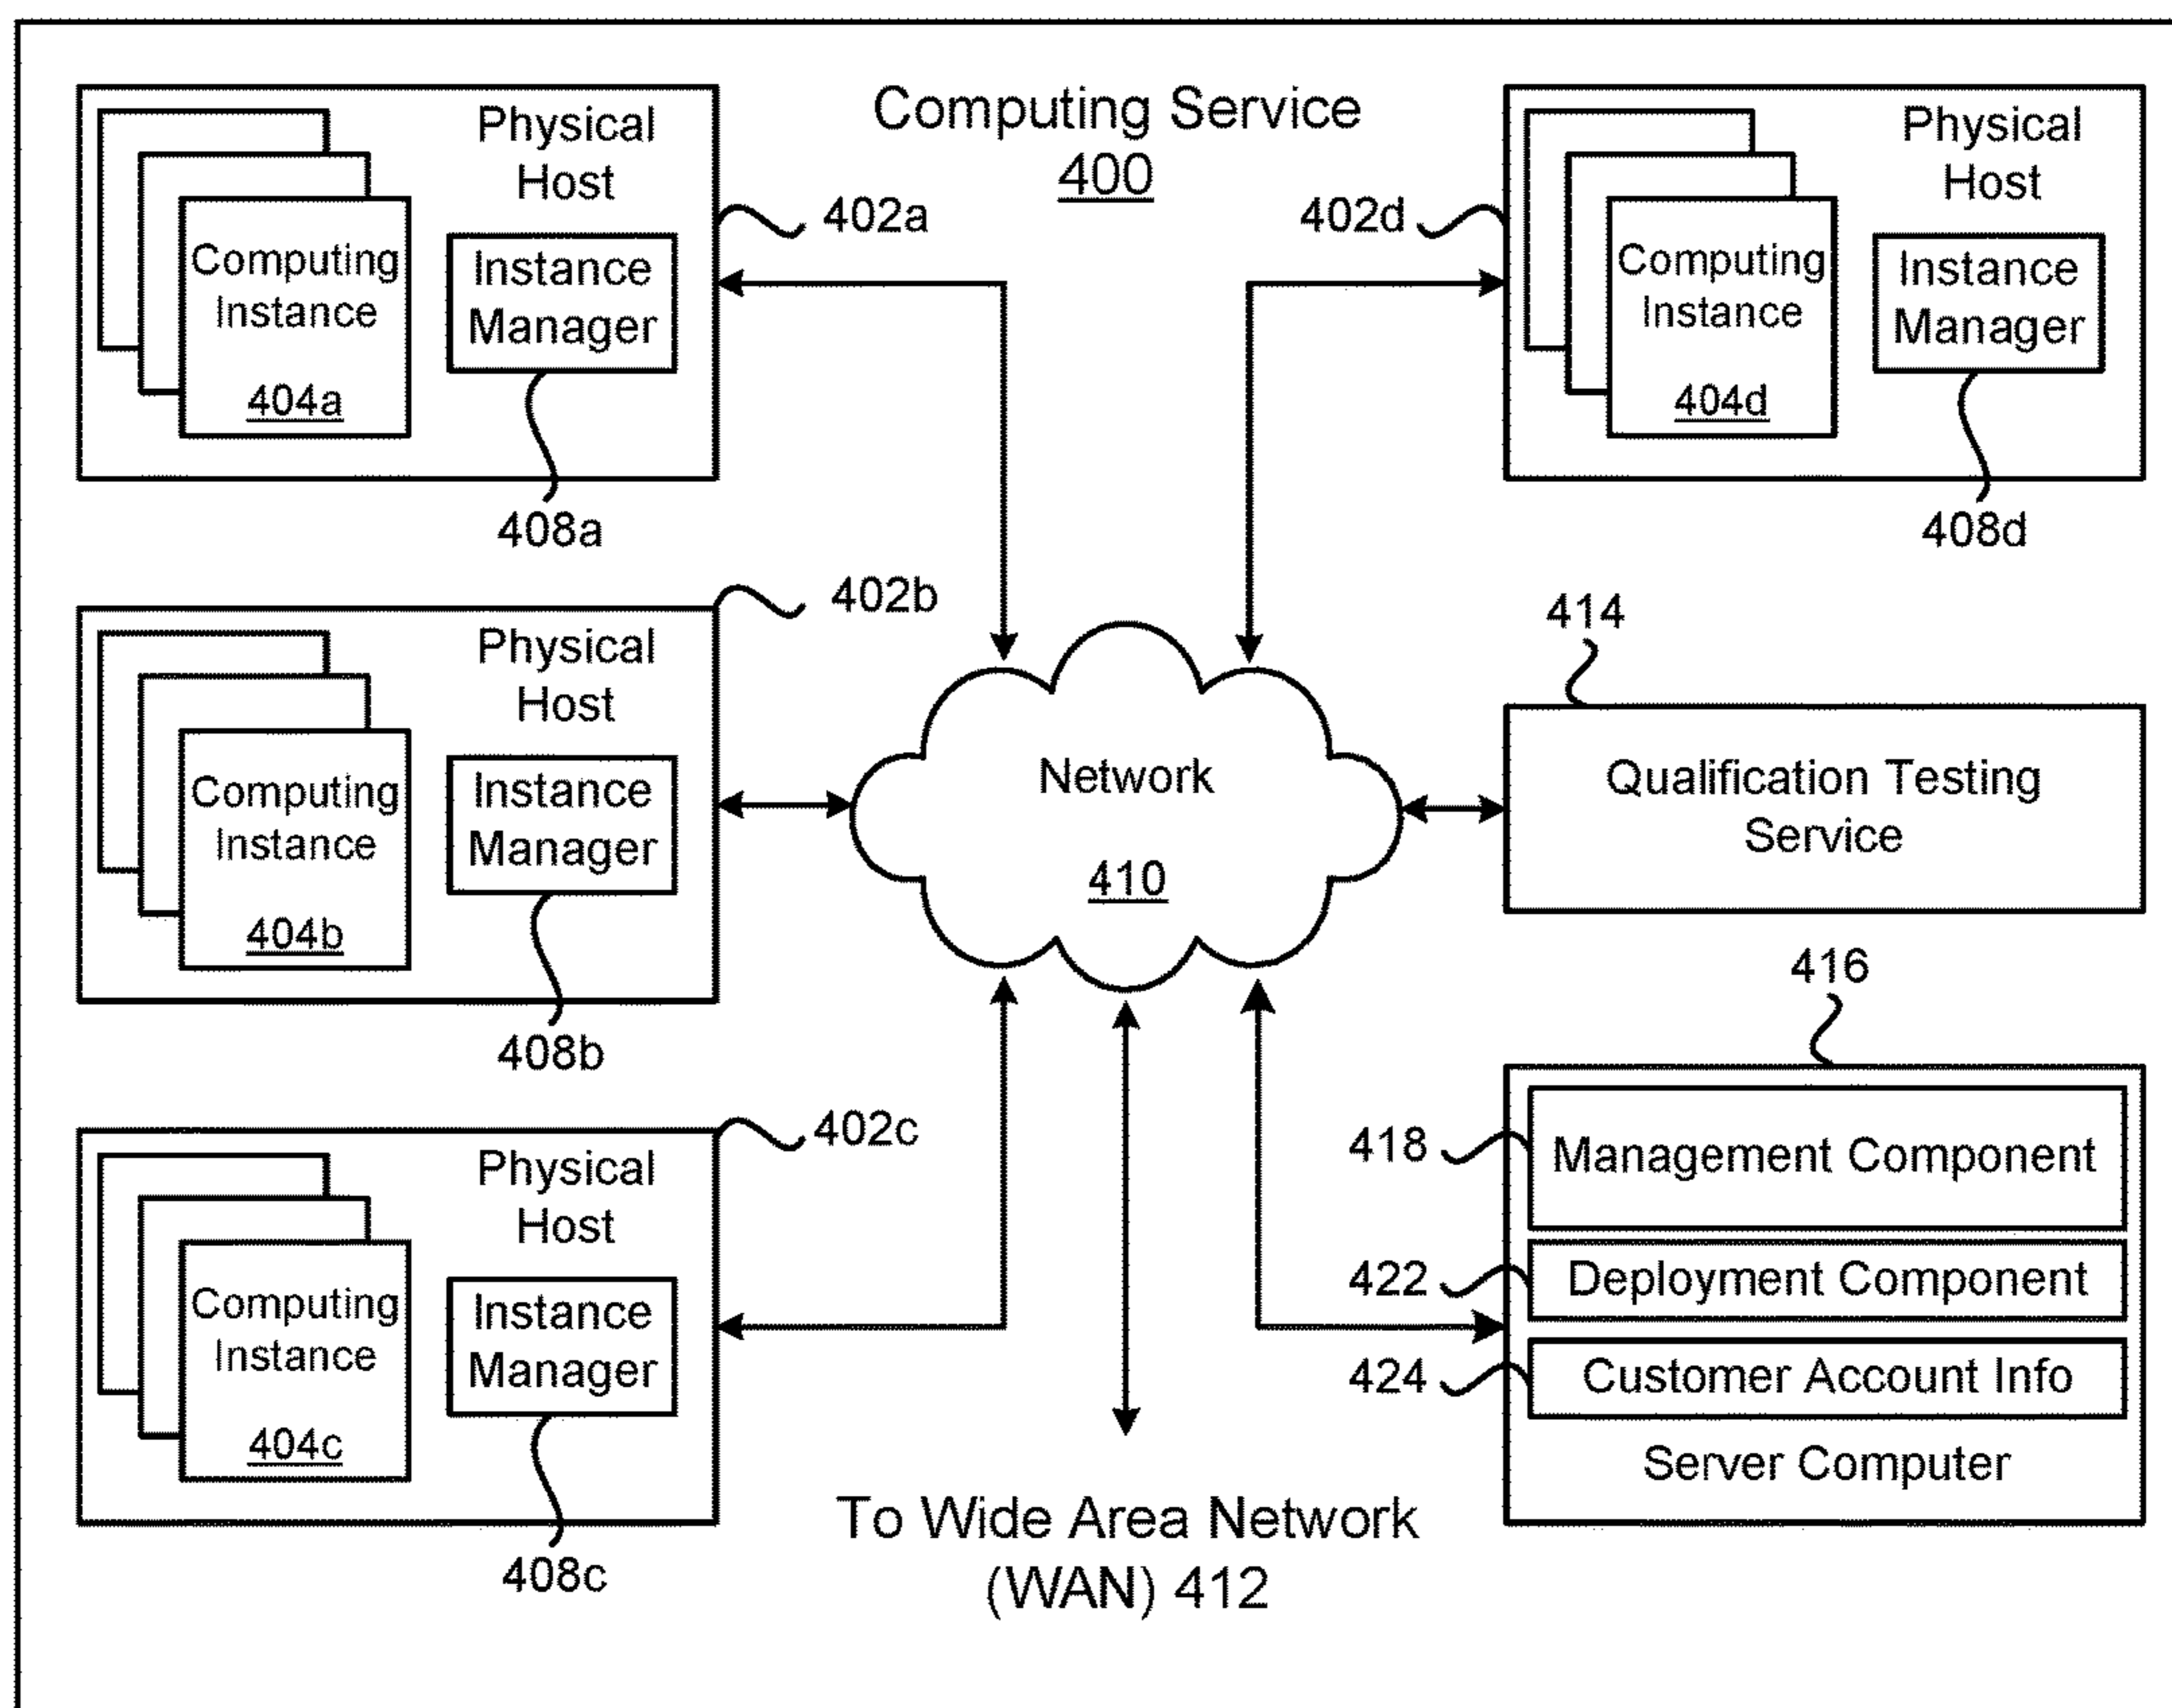 Computing Service
400
Physical
Host
402a
Computing
Instance
404a
Instance
Manager
408a
Physical
Host
402d
Computing
Instance
404d
Instance
Manager
408d
Physical
Host
402b
Computing
Instance
404b
Instance
Manager
408b
Network
410
414
Qualification Testing
Service
Physical
Host
402c
Computing
Instance
404c
Instance
Manager
408c
416
418
Management Component
422
Deployment Component
424
Customer Account Info
Server Computer
To Wide Area Network
(WAN) 412